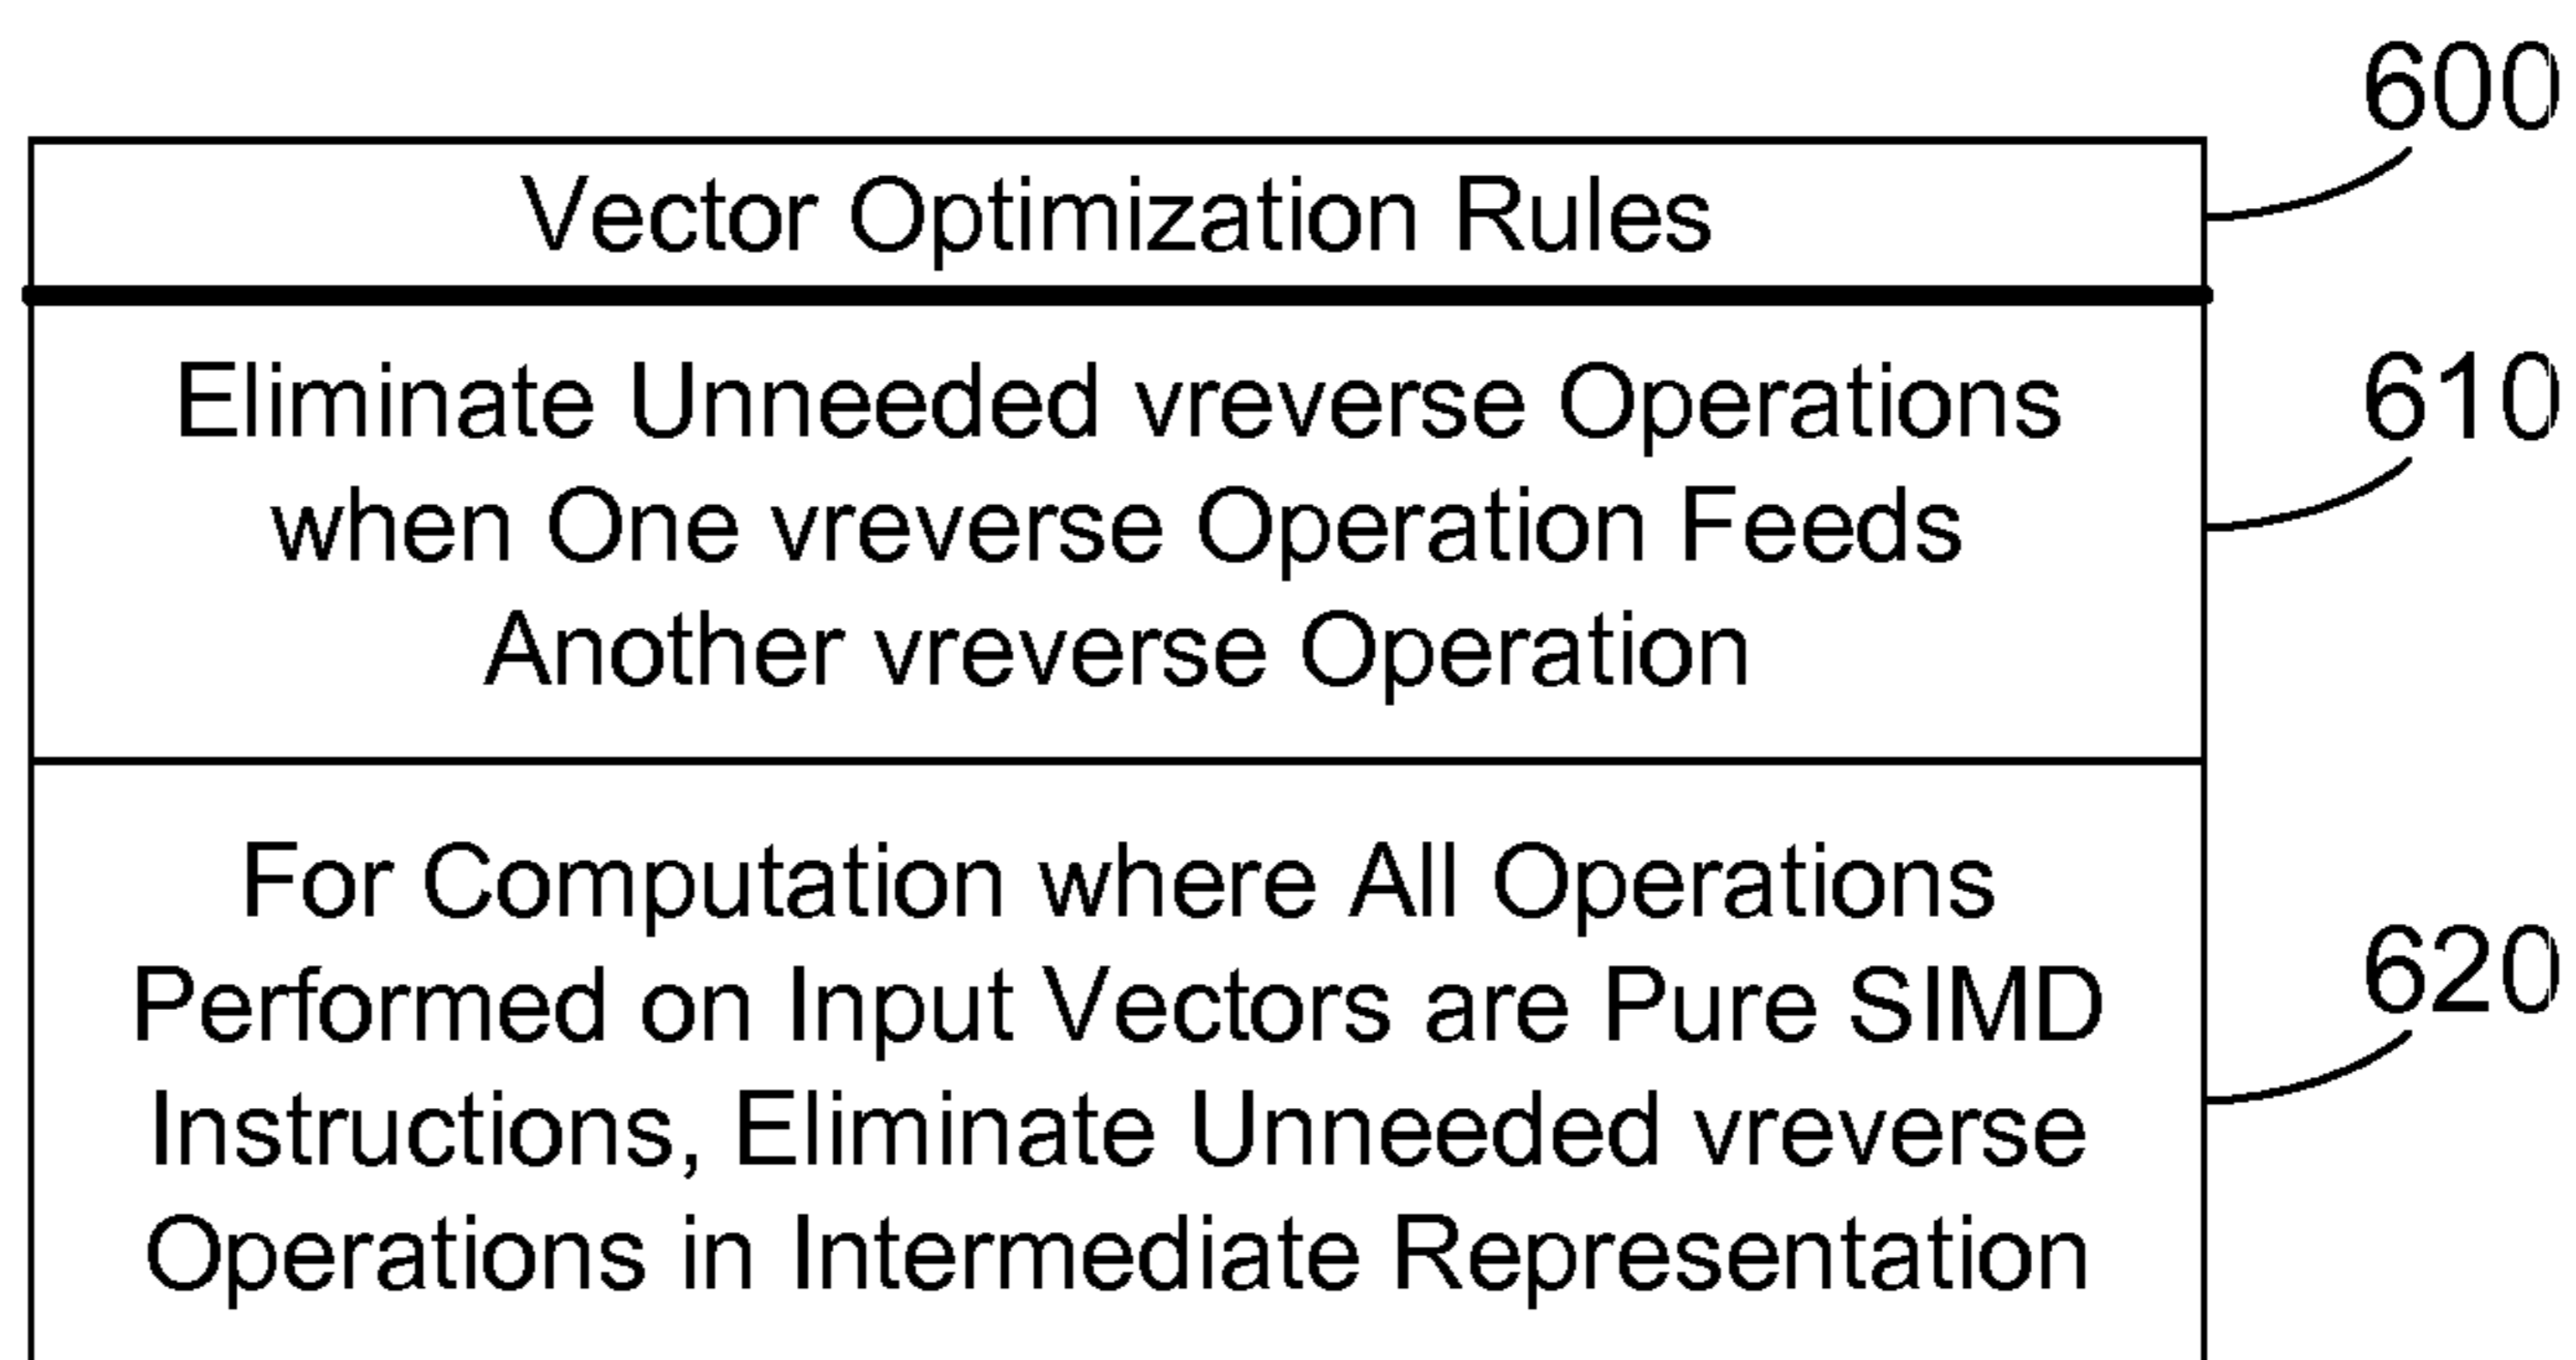 600
Vector Optimization Rules
Eliminate Unneeded vreverse Operations
610
when One vreverse Operation Feeds
Another vreverse Operation
For Computation where All Operations
Performed on Input Vectors are Pure SIMD
620
Instructions, Eliminate Unneeded vreverse
Operations in Intermediate Representation